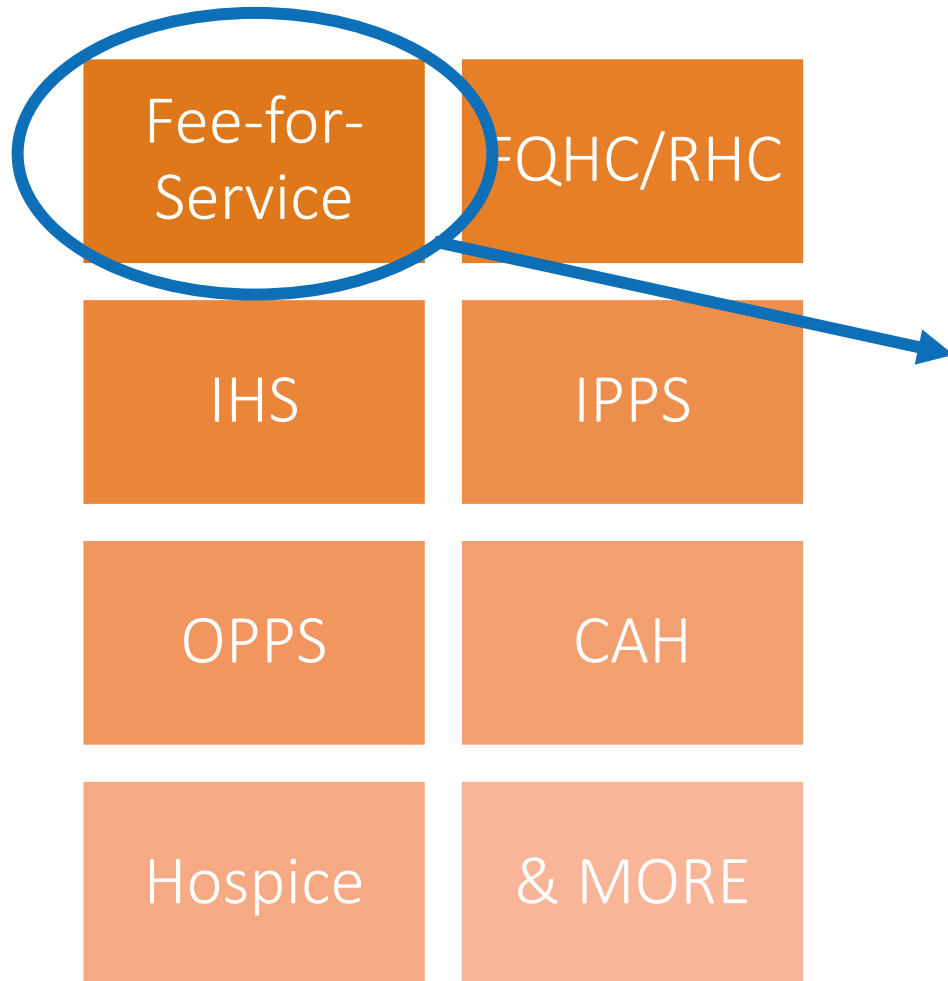 Fee-for-
Service
FQHC/RHC
IHS
IPPS
OPPS
CAH
Hospice
& MORE